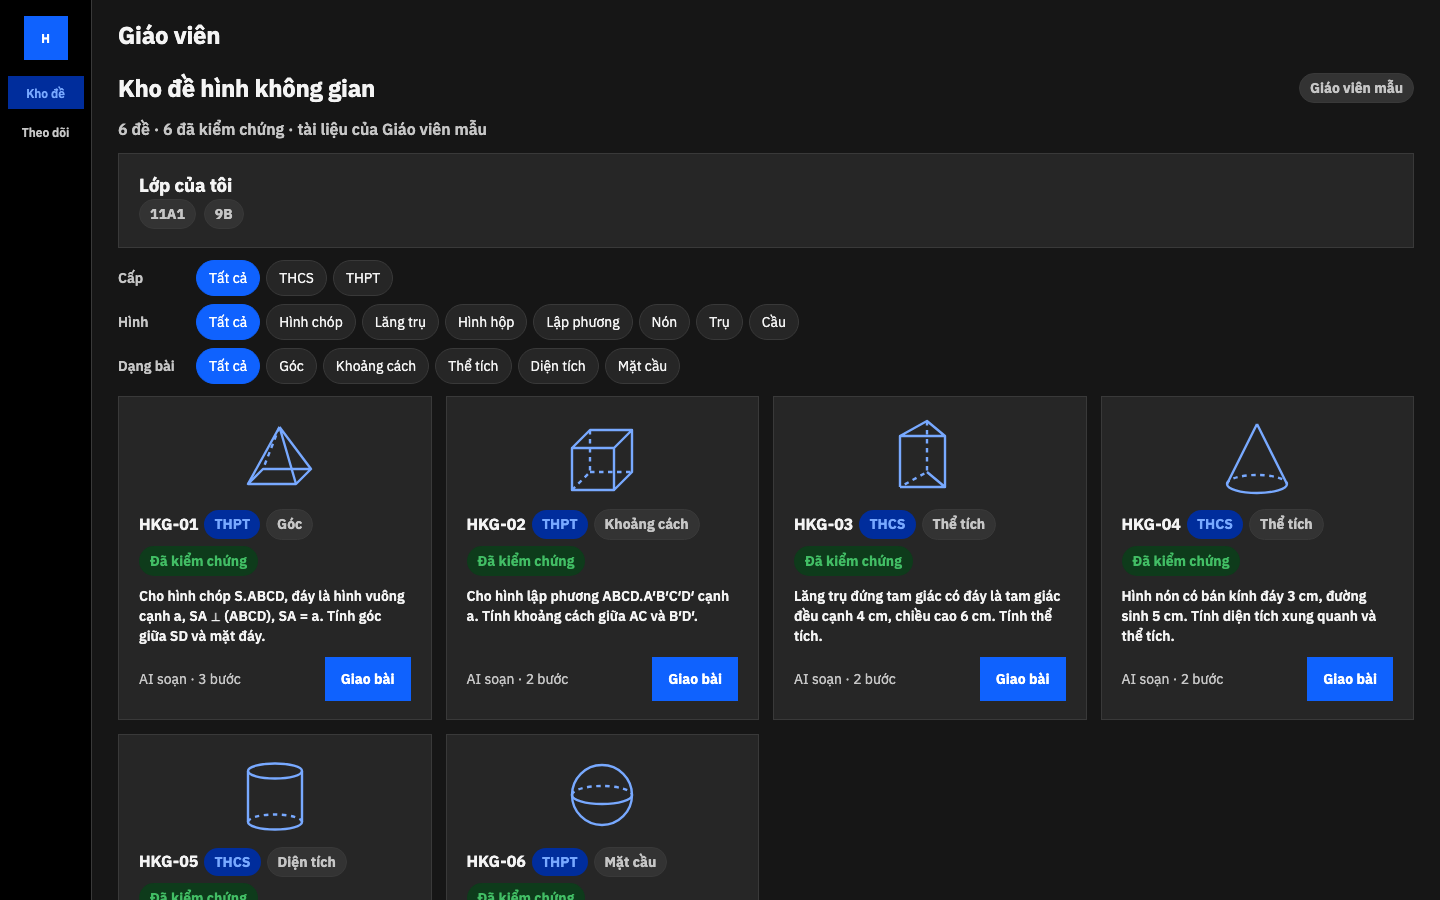 H
Kho đề
Theo dõi
Giáo viên
Kho đề hình không gian
Giáo viên mẫu
6 đề · 6 đã kiểm chứng · tài liệu của Giáo viên mẫu
Lớp của tôi
11A1 9B
Cấp Tất cả THCS THPT
Hình Tất cả Hình chóp Lăng trụ Hình hộp Lập phương Nón Trụ Cầu
Dạng bài Tất cả Góc Khoảng cách Thể tích Diện tích Mặt cầu
HKG-01 THPT Góc
Đã kiểm chứng
Cho hình chóp S.ABCD, đáy là hình vuông
cạnh a, SA ⊥ (ABCD), SA = a. Tính góc
giữa SD và mặt đáy.
AI soạn · 3 bước Giao bài
HKG-02 THPT Khoảng cách
Đã kiểm chứng
Cho hình lập phương ABCD.A′B′C′D′ cạnh
a. Tính khoảng cách giữa AC và B′D′.
AI soạn · 2 bước Giao bài
HKG-03 THCS Thể tích
Đã kiểm chứng
Lăng trụ đứng tam giác có đáy là tam giác
đều cạnh 4 cm, chiều cao 6 cm. Tính thể
tích.
AI soạn · 2 bước Giao bài
HKG-04 THCS Thể tích
Đã kiểm chứng
Hình nón có bán kính đáy 3 cm, đường
sinh 5 cm. Tính diện tích xung quanh và
thể tích.
AI soạn · 2 bước Giao bài
HKG-05 THCS Diện tích
Đã kiểm chứng
HKG-06 THPT Mặt cầu
Đã kiểm chứng